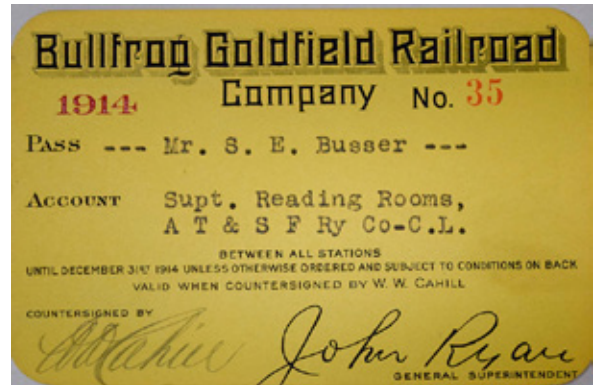 Bullfrog Goldfield Railroad
1914 Company No. 35
PASS --- Mr. S. E. Busser ---
ACCOUNT Supt. Reading Rooms,
A T & S F Ry Co-C.L.
BETWEEN ALL STATIONS
UNTIL DECEMBER 31ST 1914 UNLESS OTHERWISE ORDERED AND SUBJECT TO CONDITIONS ON BACK
VALID WHEN COUNTERSIGNED BY W. W. CAHILL
COUNTERSIGNED BY
WW Cahill John Ryan
GENERAL SUPERINTENDENT